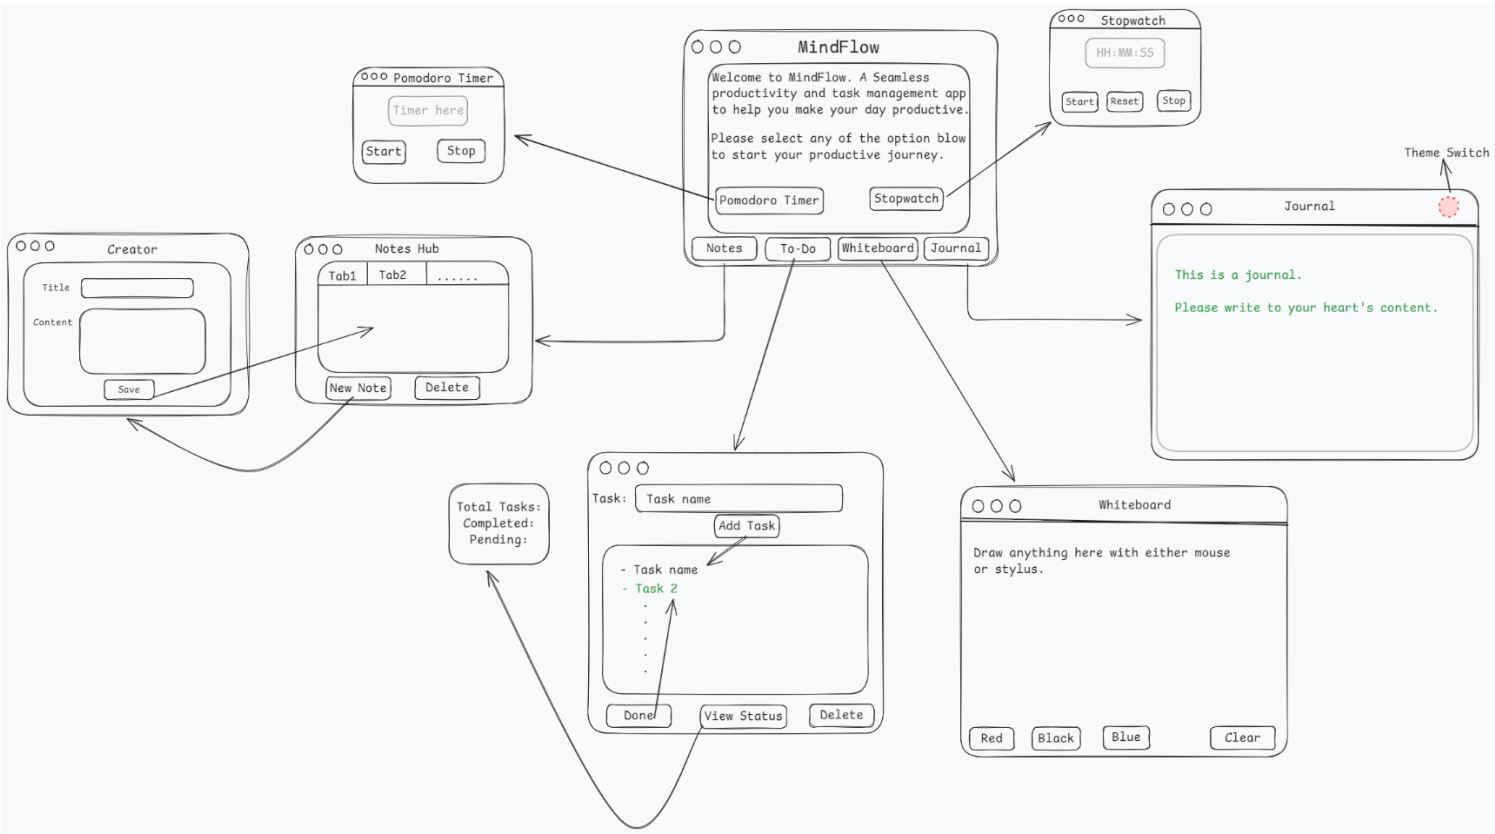 Stopwatch
HH:MM:SS
Start
Reset
Stop
MindFlow
Welcome to MindFlow. A Seamless
productivity and task management app
to help you make your day productive.
Please select any of the option blow
to start your productive journey.
Pomodoro Timer
Stopwatch
Notes
To-Do
Whiteboard
Journal
Pomodoro Timer
Timer here
Start
Stop
Theme Switch
Journal
This is a journal.
Please write to your heart's content.
Creator
Title
Content
Save
Notes Hub
Tab1
Tab2
......
New Note
Delete
Total Tasks:
Completed:
Pending:
Task:
Task name
Add Task
- Task name
- Task 2
.
.
.
.
.
Done
View Status
Delete
Whiteboard
Draw anything here with either mouse
or stylus.
Red
Black
Blue
Clear